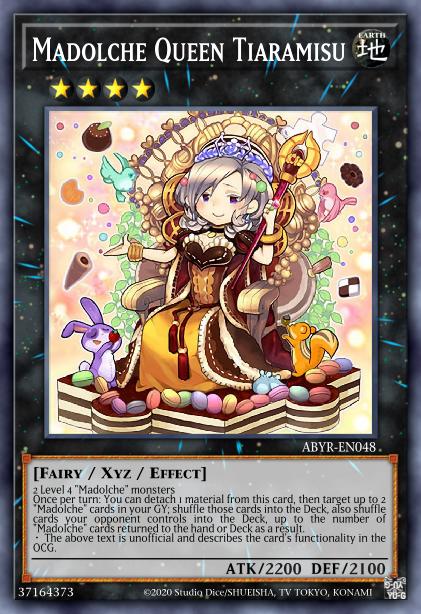 MADOLCHE QUEEN TIARAMISU
EARTH
地
ABYR-EN048
[FAIRY / XYZ / EFFECT]
2 Level 4 "Madolche" monsters
Once per turn: You can detach 1 material from this card, then target up to 2
"Madolche" cards in your GY; shuffle those cards into the Deck, also shuffle
cards your opponent controls into the Deck, up to the number of
"Madolche" cards returned to the hand or Deck as a result.
· The above text is unofficial and describes the card's functionality in the
OCG.
ATK/2200 DEF/2100
37164373
©2020 Studio Dice/SHUEISHA, TV TOKYO, KONAMI